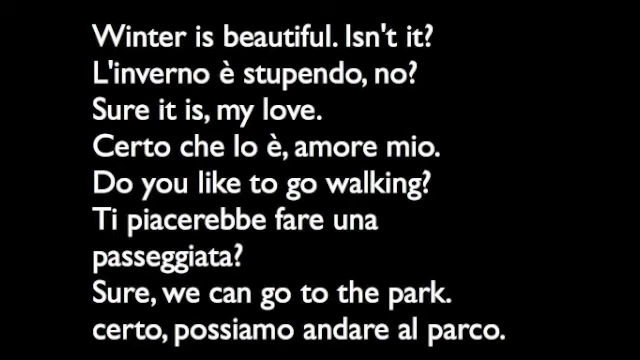 Winter is beautiful. Isn't it?
L'inverno è stupendo, no?
Sure it is, my love.
Certo che lo è, amore mio.
Do you like to go walking?
Ti piacerebbe fare una
passeggiata?
Sure, we can go to the park.
certo, possiamo andare al parco.